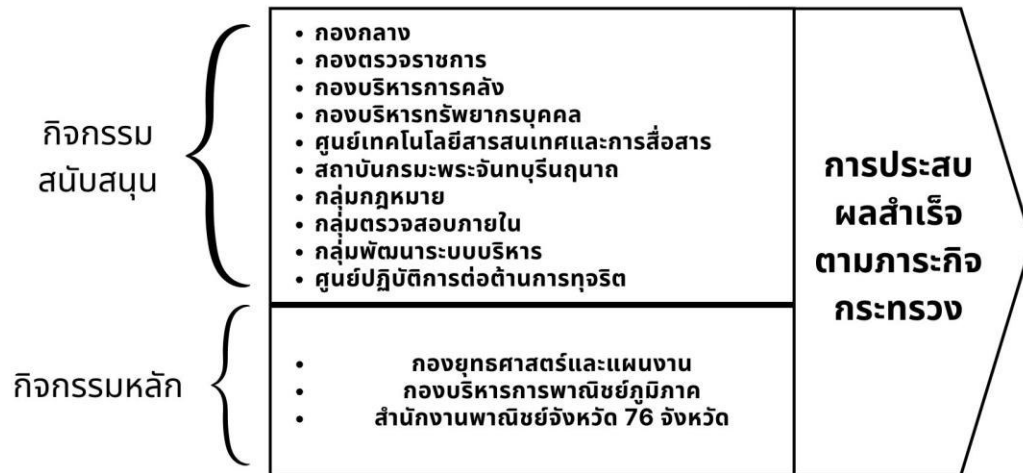 กิจกรรม
สนับสนุน
• กองกลาง
• กองตรวจราชการ
• กองบริหารการคลัง
• กองบริหารทรัพยากรบุคคล
• ศูนย์เทคโนโลยีสารสนเทศและการสื่อสาร
• สถาบันกรมพระจันทบุรีนฤนาถ
• กลุ่มกฎหมาย
• กลุ่มตรวจสอบภายใน
• กลุ่มพัฒนาระบบบริหาร
• ศูนย์ปฏิบัติการต่อต้านการทุจริต
กิจกรรมหลัก
• กองยุทธศาสตร์และแผนงาน
• กองบริหารการพาณิชย์ภูมิภาค
• สำนักงานพาณิชย์จังหวัด 76 จังหวัด
การประสบ
ผลสำเร็จ
ตามภาระกิจ
กระทรวง